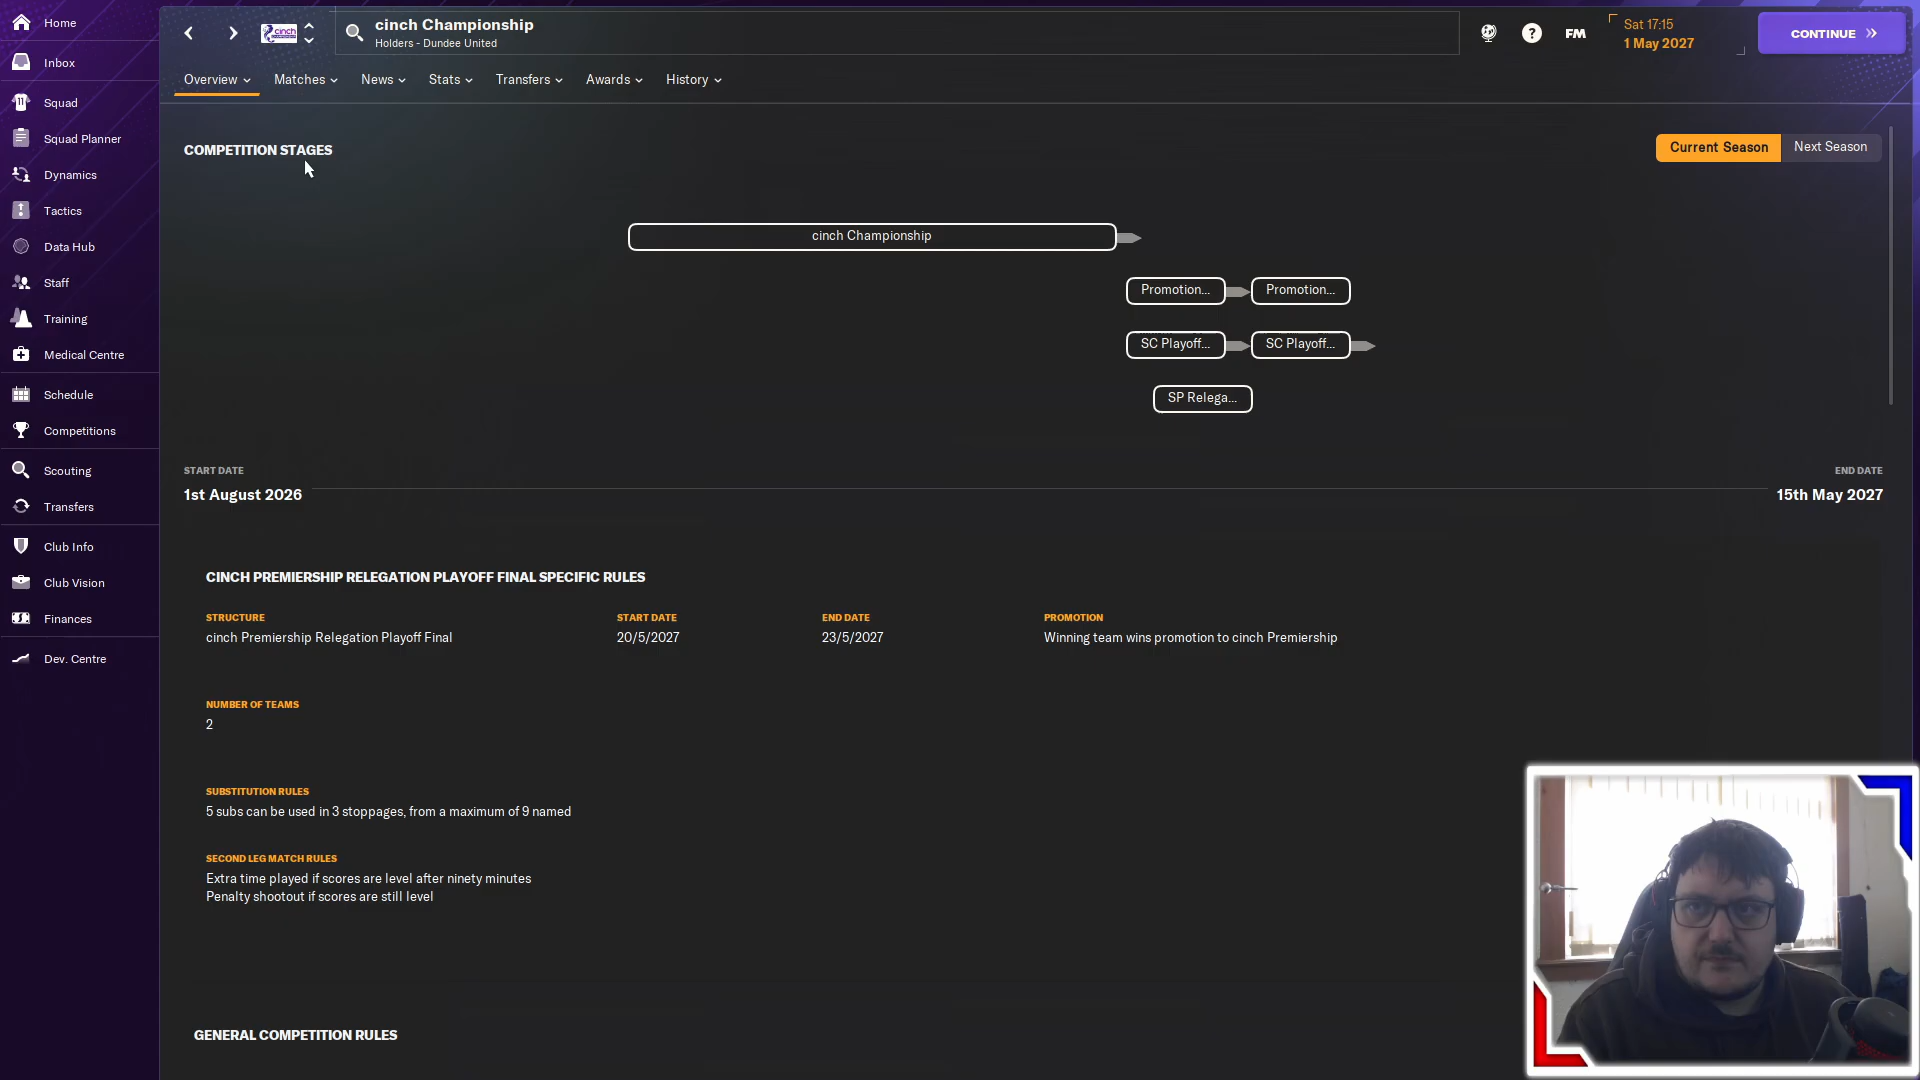 Home
Inbox
Squad
Squad Planner
Dynamics
Tactics
Data Hub
Staff
Training
Medical Centre
Schedule
Competitions
Scouting
Transfers
Club Info
Club Vision
Finances
Dev. Centre
cinch
cinch Championship
Holders - Dundee United
?
FM
Sat 17:15
1 May 2027
CONTINUE
Overview
Matches
News
Stats
Transfers
Awards
History
COMPETITION STAGES
Current Season
Next Season
cinch Championship
Promotion...
Promotion...
SC Playoff...
SC Playoff...
SP Relega...
START DATE
1st August 2026
END DATE
15th May 2027
CINCH PREMIERSHIP RELEGATION PLAYOFF FINAL SPECIFIC RULES
STRUCTURE
cinch Premiership Relegation Playoff Final
START DATE
20/5/2027
END DATE
23/5/2027
PROMOTION
Winning team wins promotion to cinch Premiership
NUMBER OF TEAMS
2
SUBSTITUTION RULES
5 subs can be used in 3 stoppages, from a maximum of 9 named
SECOND LEG MATCH RULES
Extra time played if scores are level after ninety minutes
Penalty shootout if scores are still level
GENERAL COMPETITION RULES